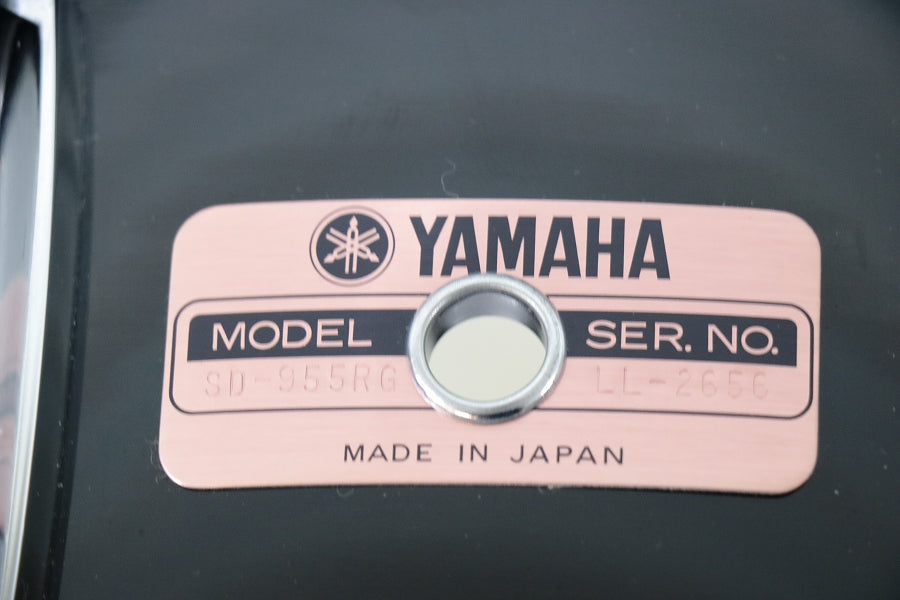 YAMAHA
MODEL SER. NO.
SD-955RG LL-2656
MADE IN JAPAN